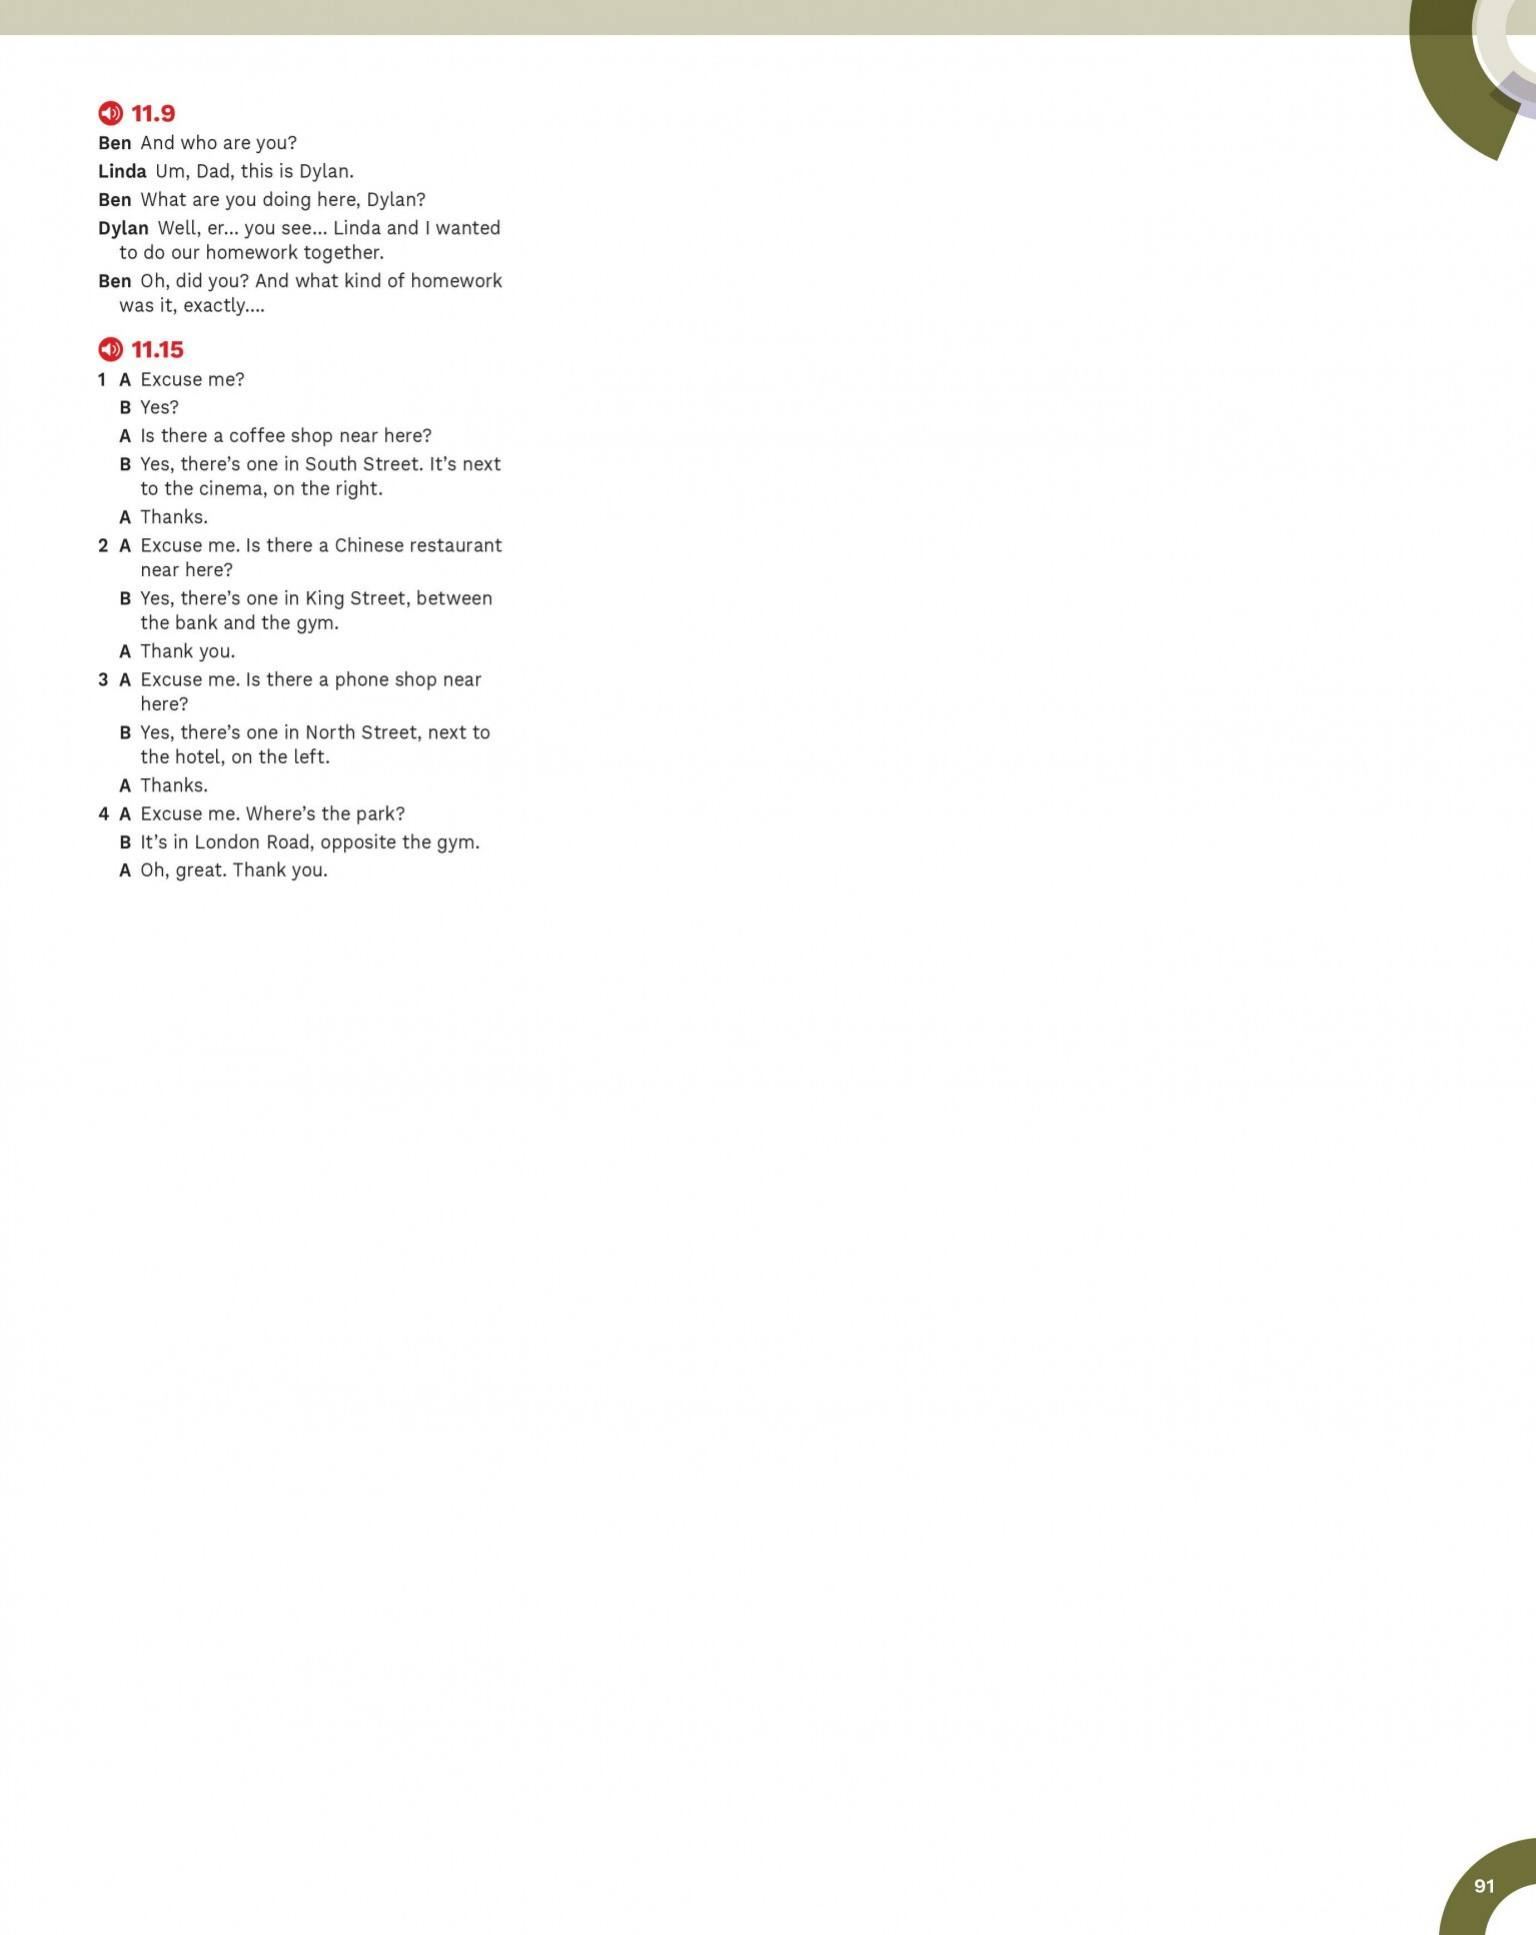 11.9
Ben And who are you?
Linda Um, Dad, this is Dylan.
Ben What are you doing here, Dylan?
Dylan Well, er... you see... Linda and I wanted
to do our homework together.
Ben Oh, did you? And what kind of homework
was it, exactly....
11.15
1 A Excuse me?
B Yes?
A Is there a coffee shop near here?
B Yes, there’s one in South Street. It’s next
to the cinema, on the right.
A Thanks.
2 A Excuse me. Is there a Chinese restaurant
near here?
B Yes, there’s one in King Street, between
the bank and the gym.
A Thank you.
3 A Excuse me. Is there a phone shop near
here?
B Yes, there’s one in North Street, next to
the hotel, on the left.
A Thanks.
4 A Excuse me. Where’s the park?
B It’s in London Road, opposite the gym.
A Oh, great. Thank you.
91